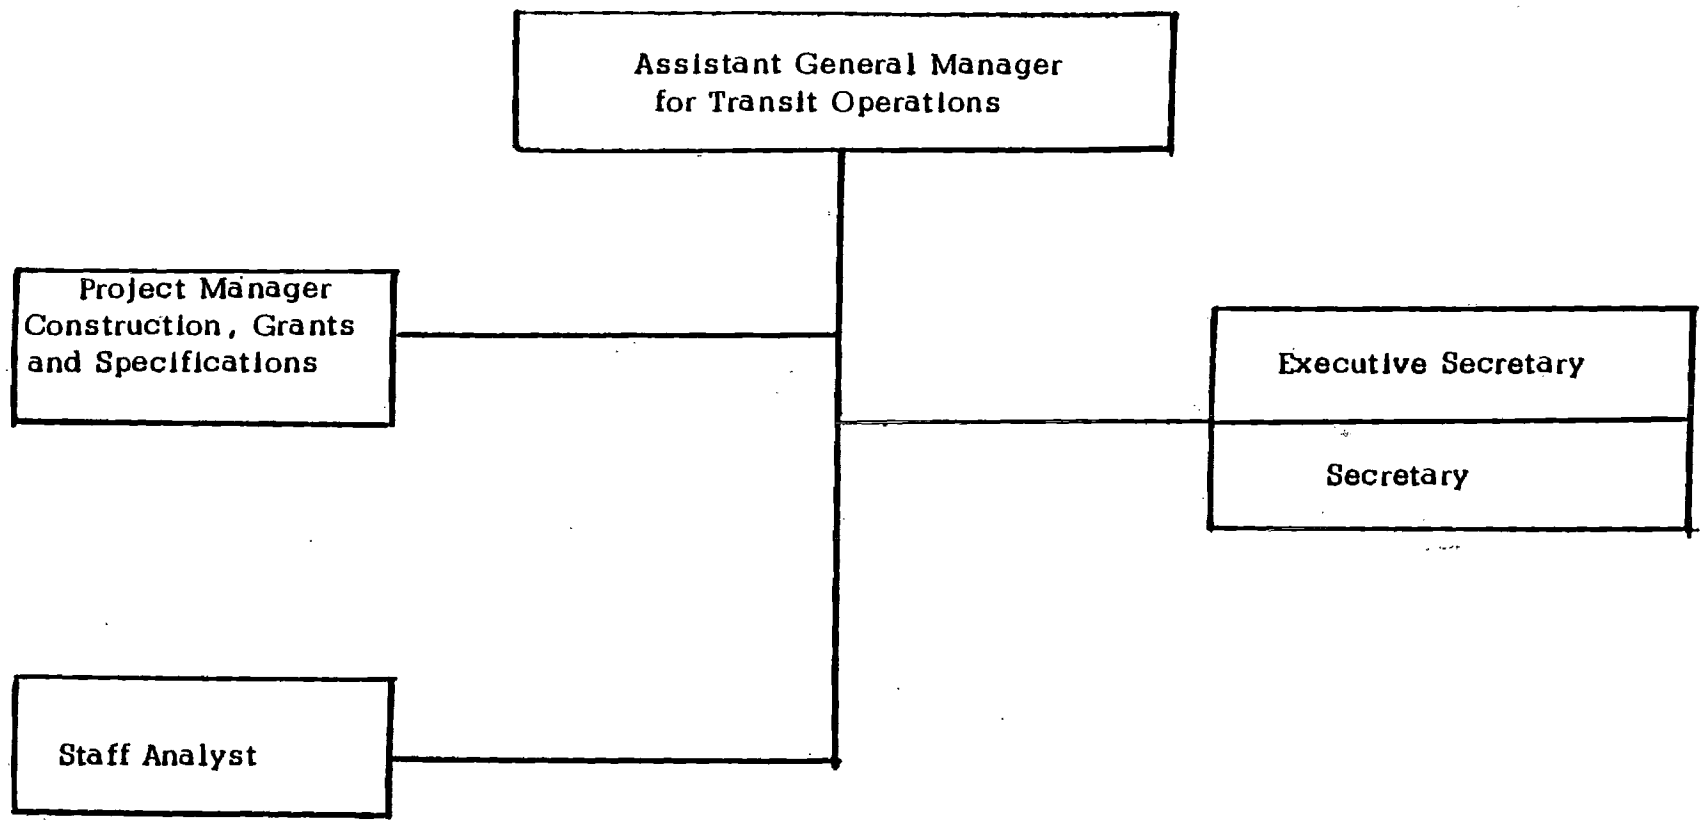 Assistant General Manager
for Transit Operations
Project Manager
Construction, Grants
and Specifications
Executive Secretary
Secretary
Staff Analyst